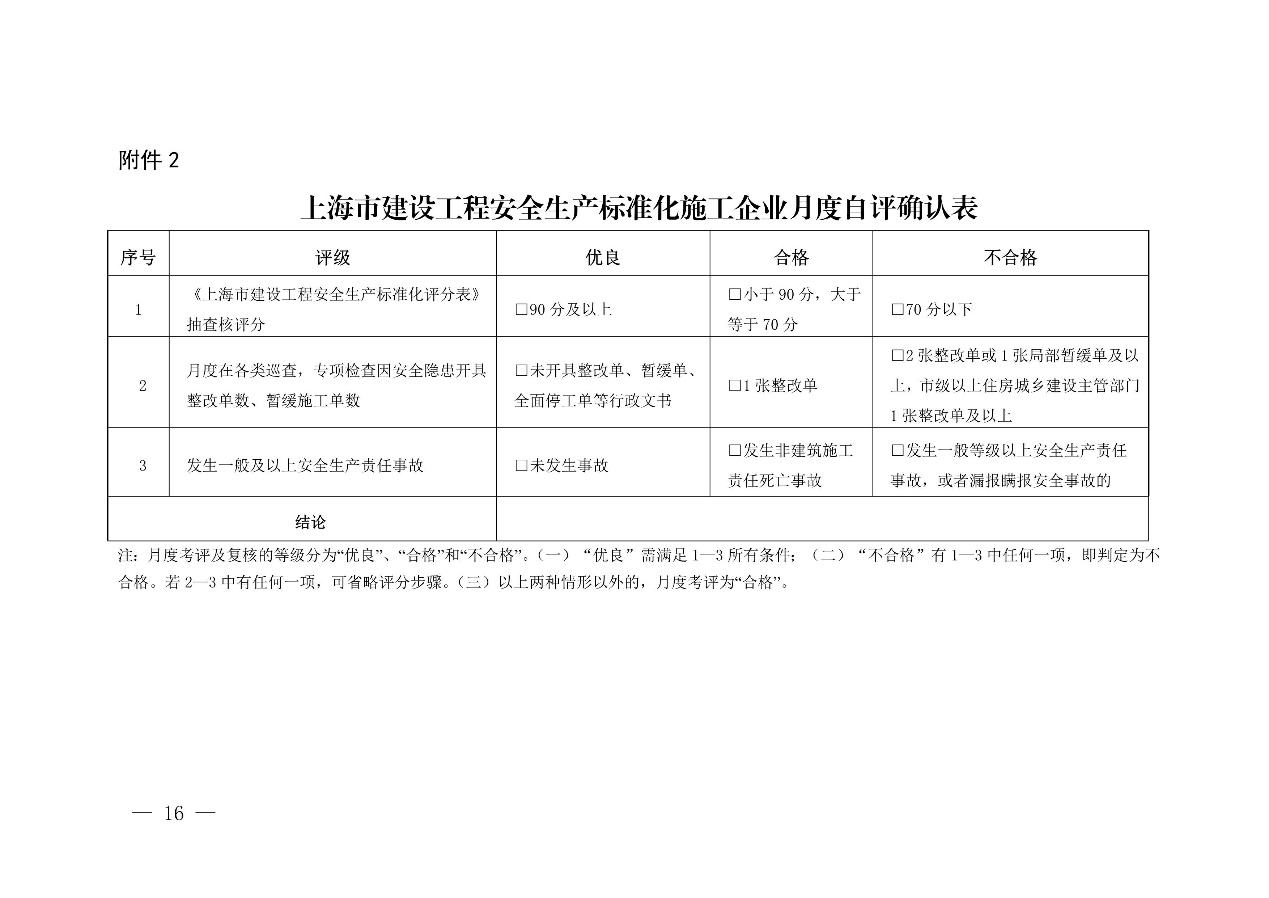 附件 2
上海市建设工程安全生产标准化施工企业月度自评确认表
序号 评级 优良 合格 不合格
1 《上海市建设工程安全生产标准化评分表》
抽查核评分
□90 分及以上
□小于 90 分，大于
等于 70 分
□70 分以下
2 月度在各类巡查，专项检查因安全隐患开具
整改单数、暂缓施工单数
□未开具整改单、暂缓单、
全面停工单等行政文书
□1 张整改单
□2 张整改单或 1 张局部暂缓单及以
上，市级以上住房城乡建设主管部门
1 张整改单及以上
3 发生一般及以上安全生产责任事故
□未发生事故
□发生非建筑施工
责任死亡事故
□发生一般等级以上安全生产责任
事故，或者漏报瞒报安全事故的
结论
注：月度考评及复核的等级分为“优良”、“合格”和“不合格”。（一）“优良”需满足 1—3 所有条件；（二）“不合格”有 1—3 中任何一项，即判定为不
合格。若 2—3 中有任何一项，可省略评分步骤。（三）以上两种情形以外的，月度考评为“合格”。
— 16 —